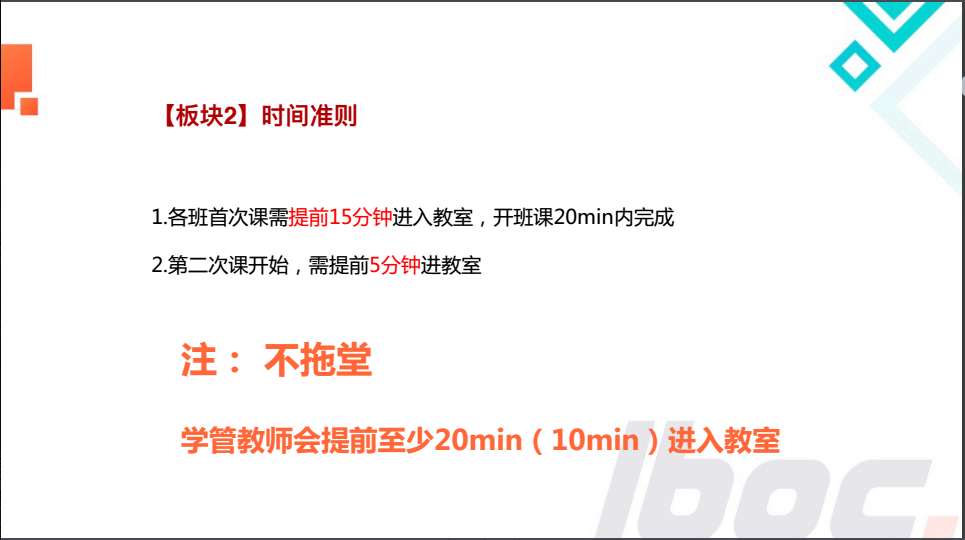 【板块2】时间准则
1.各班首次课需提前15分钟进入教室，开班课20min内完成
2.第二次课开始，需提前5分钟进教室
注： 不拖堂
学管教师会提前至少20min（10min）进入教室
lboc.